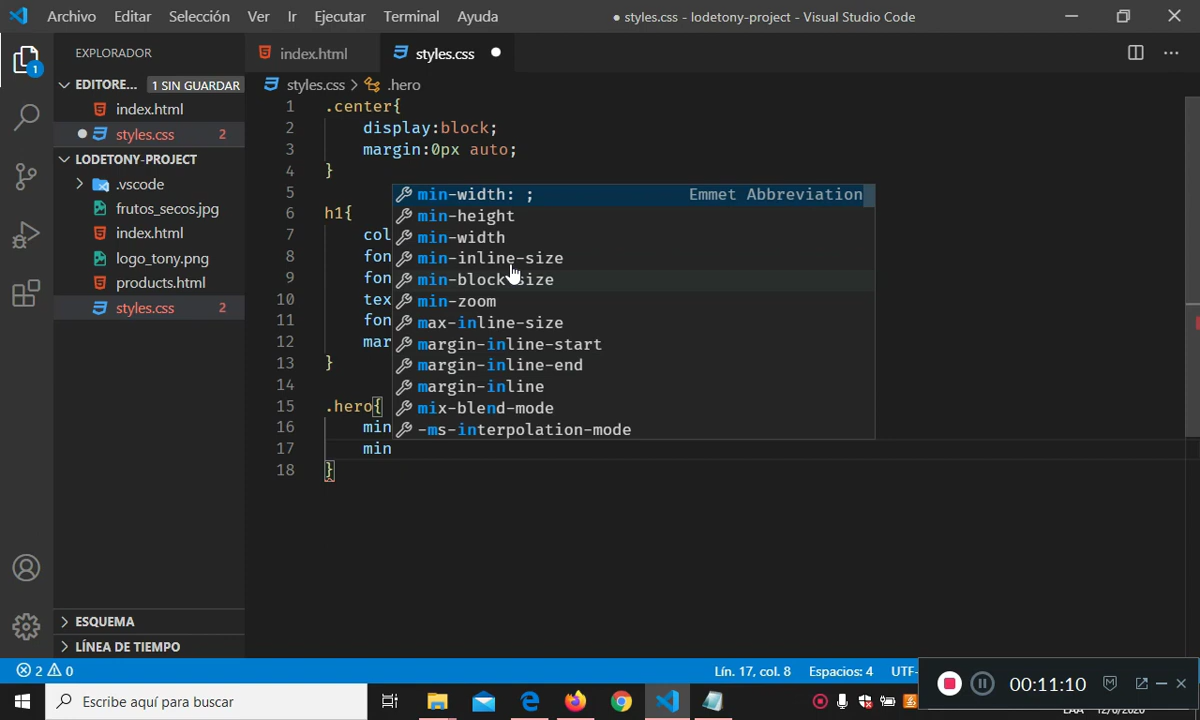 Archivo Editar Selección Ver Ir Ejecutar Terminal Ayuda
● styles.css - lodetony-project - Visual Studio Code
EXPLORADOR
index.html
styles.css
EDITORE... 1 SIN GUARDAR
styles.css > .hero
index.html
styles.css 2
LODETONY-PROJECT
.vscode
frutos_secos.jpg
index.html
logo_tony.png
products.html
styles.css 2
1 .center{
2 display:block;
3 margin:0px auto;
4 }
5
6 h1{
7 col
8 fon
9 fon
10 tex
11 fon
12 mar
13 }
14
15 .hero{
16 min
17 min
18 }
min-width: ; Emmet Abbreviation
min-height
min-width
min-inline-size
min-block-size
min-zoom
max-inline-size
margin-inline-start
margin-inline-end
margin-inline
mix-blend-mode
-ms-interpolation-mode
ESQUEMA
LÍNEA DE TIEMPO
2 0
Lín. 17, col. 8 Espacios: 4 UTF-
1
Escribe aquí para buscar
00:11:10